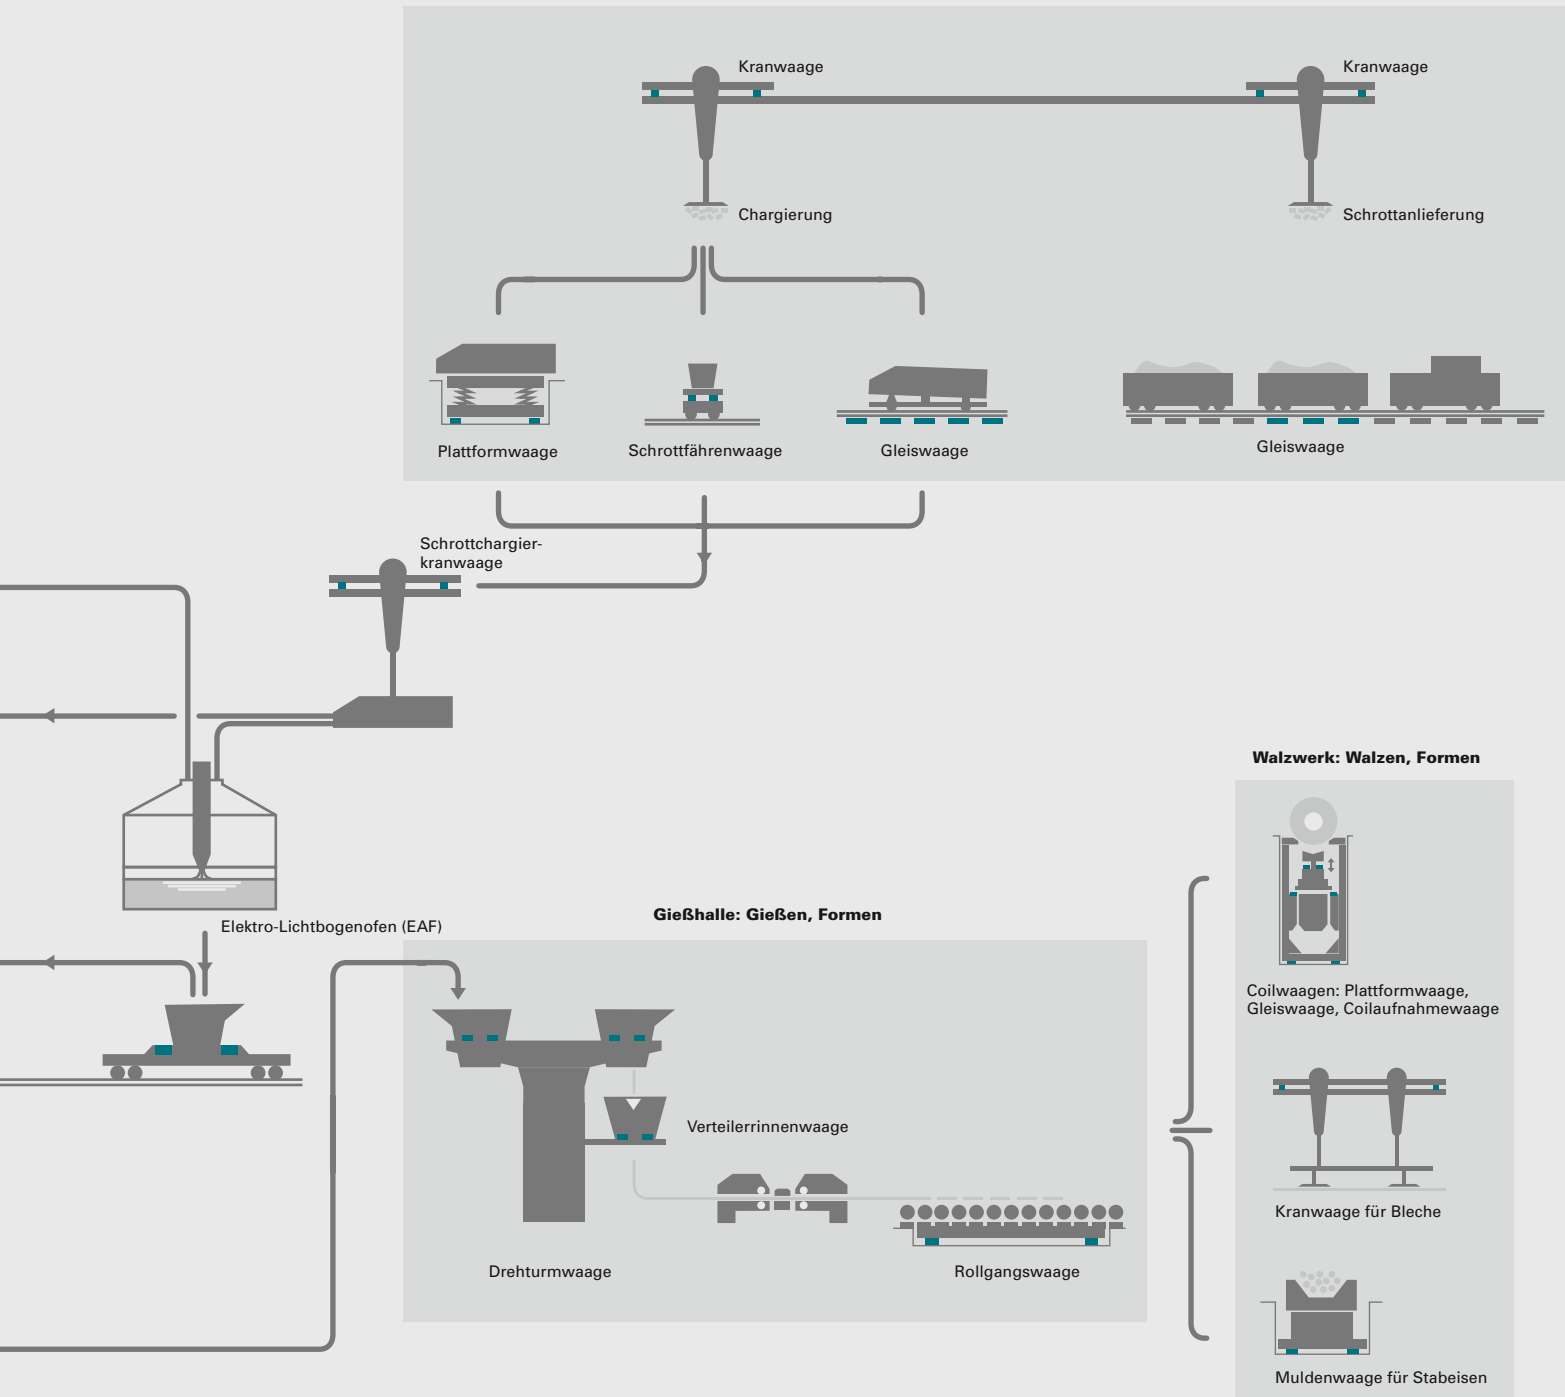 Kranwaage
Kranwaage
Chargierung
Schrottanlieferung
Plattformwaage
Schrottfährenwaage
Gleiswaage
Gleiswaage
Schrottchargier-
kranwaage
Elektro-Lichtbogenofen (EAF)
Gießhalle: Gießen, Formen
Verteilerrinnenwaage
Drehturmwaage
Rollgangswaage
Walzwerk: Walzen, Formen
Coilwaagen: Plattformwaage,
Gleiswaage, Coilaufnahmewaage
Kranwaage für Bleche
Muldenwaage für Stabeisen